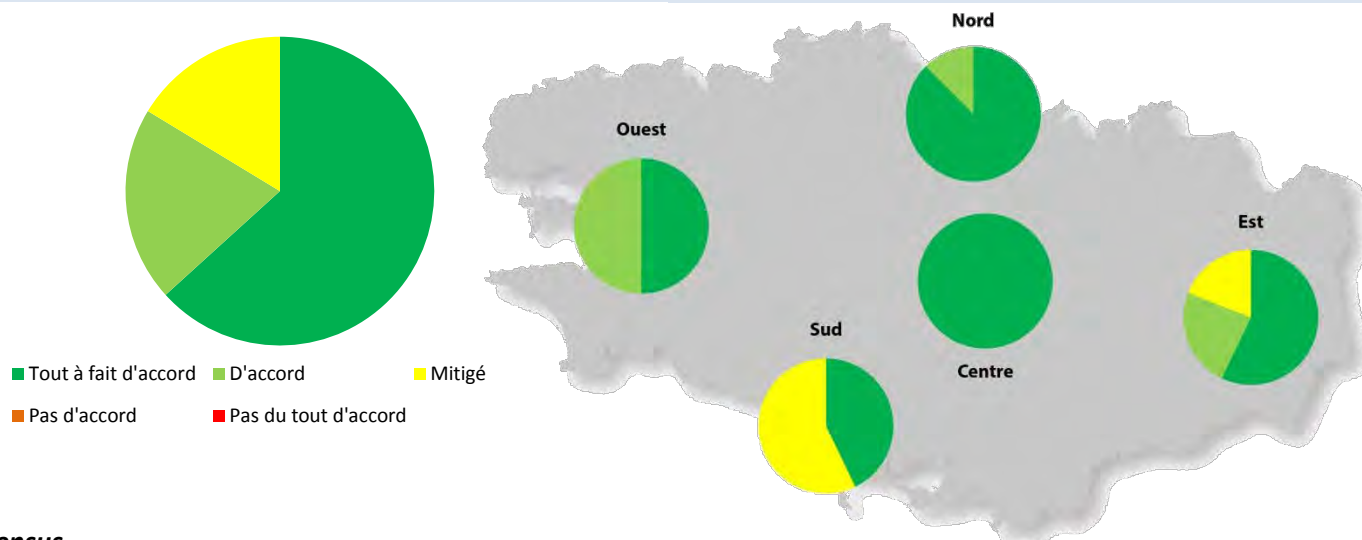 Nord
Ouest
Est
Sud
Centre
Tout à fait d'accord
D'accord
Mitigé
Pas d'accord
Pas du tout d'accord